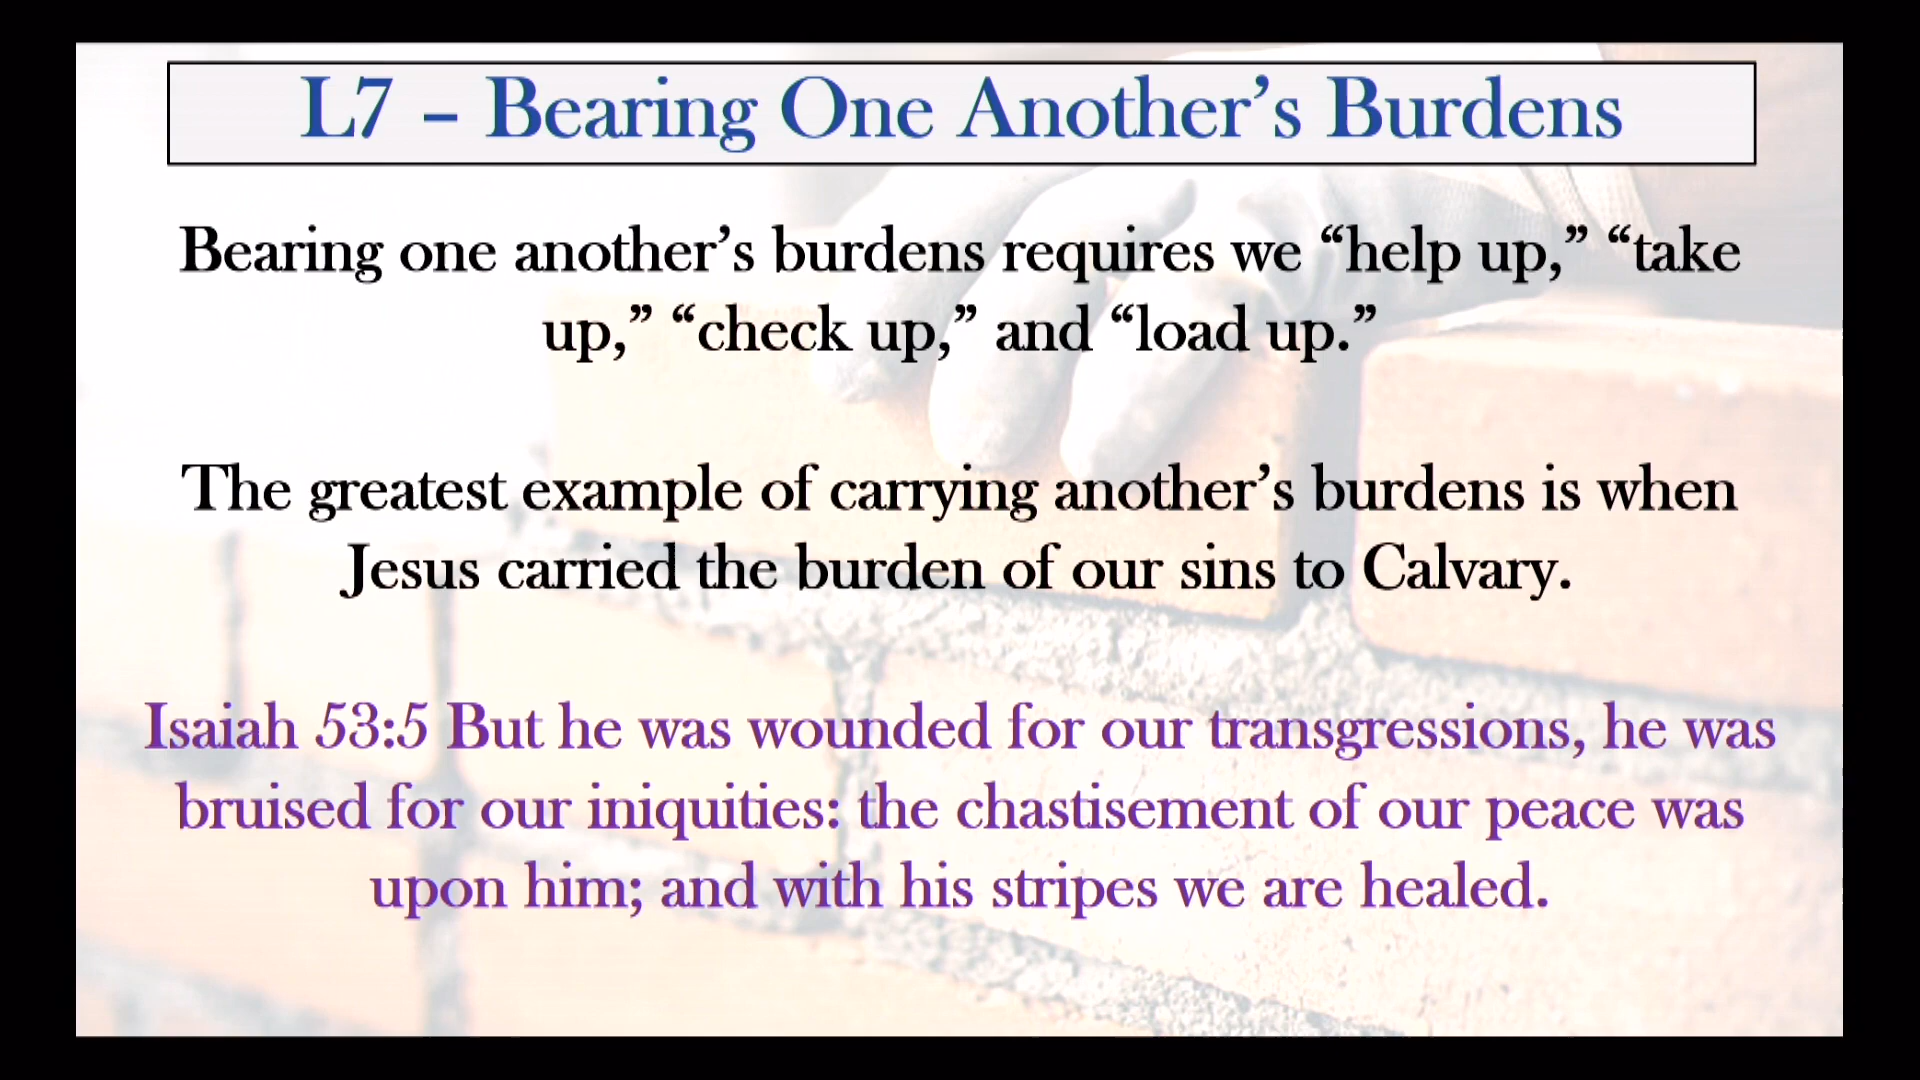 L7 – Bearing One Another’s Burdens
Bearing one another’s burdens requires we “help up,” “take
up,” “check up,” and “load up.”
The greatest example of carrying another’s burdens is when
Jesus carried the burden of our sins to Calvary.
Isaiah 53:5 But he was wounded for our transgressions, he was
bruised for our iniquities: the chastisement of our peace was
upon him; and with his stripes we are healed.